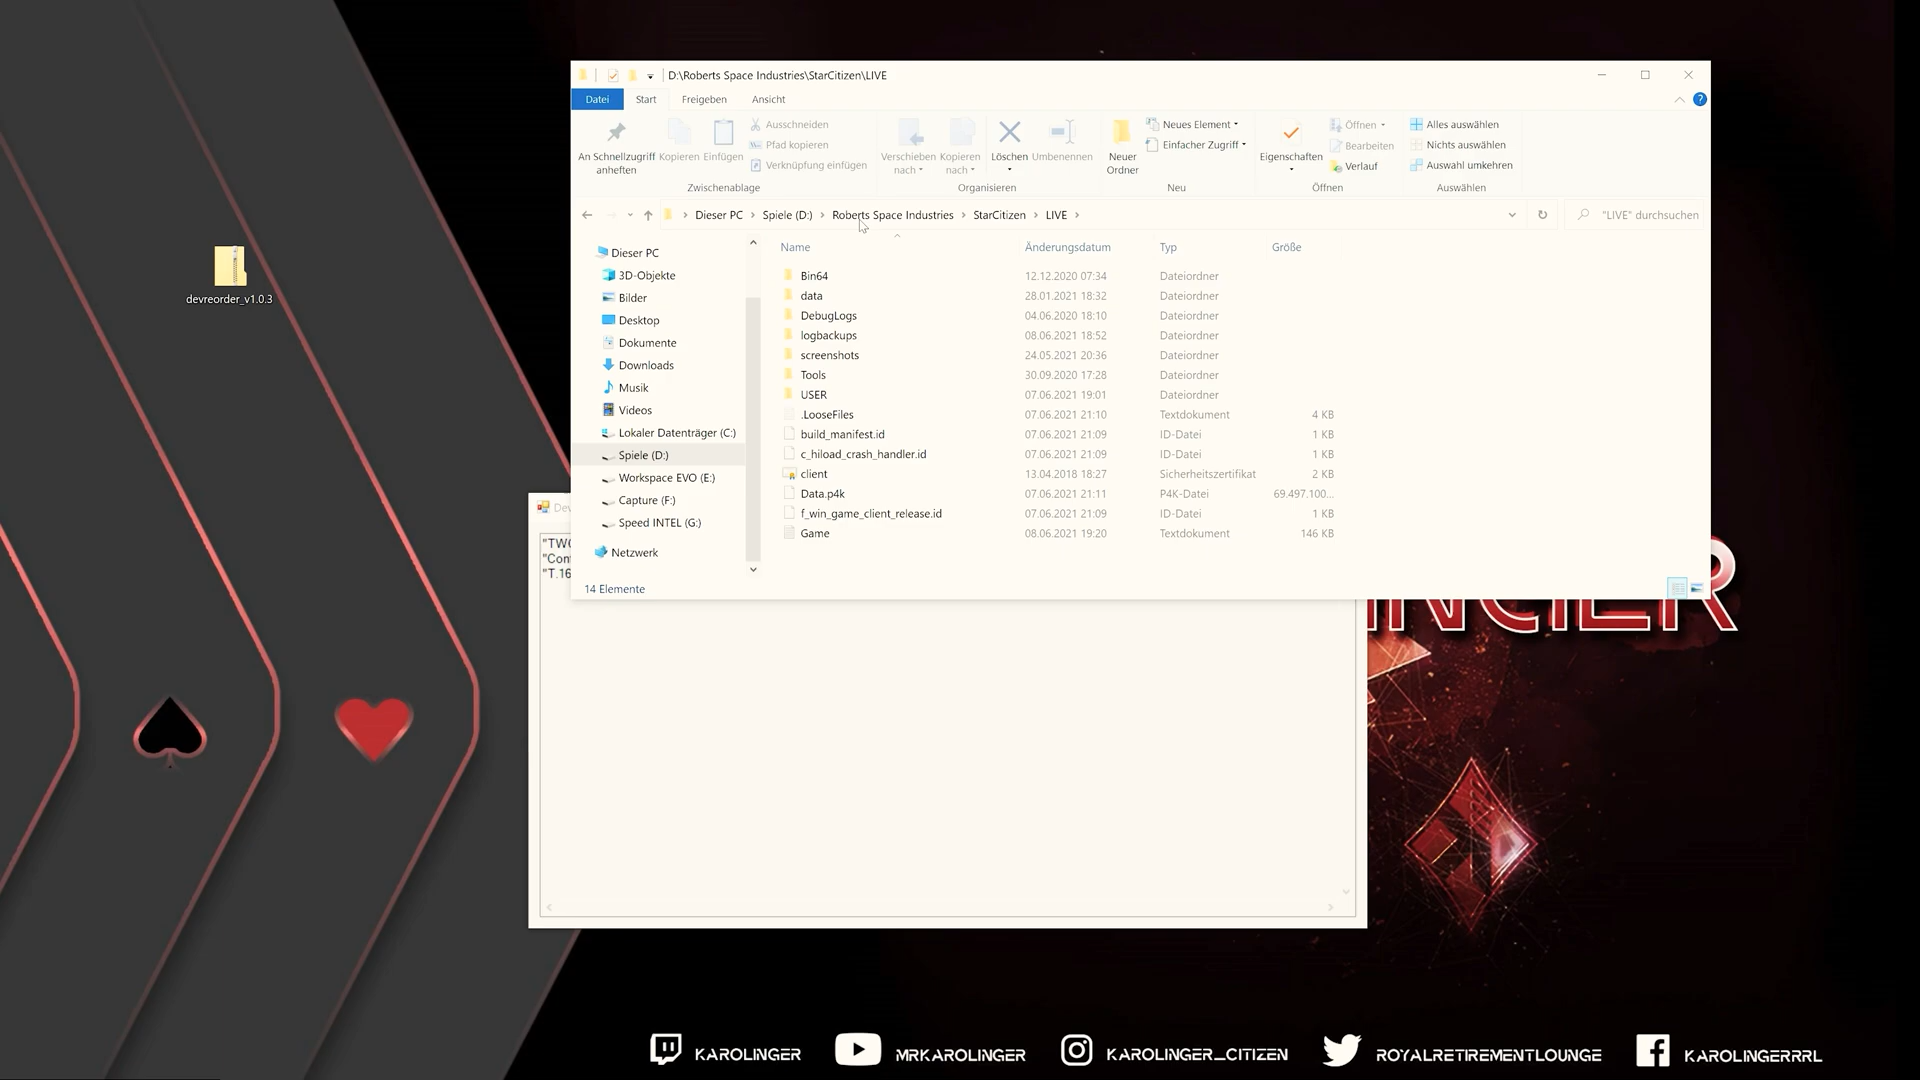 D:\Roberts Space Industries\StarCitizen\LIVE
Datei Start Freigeben Ansicht
An Schnellzugriff anheften
Kopieren
Einfügen
Ausschneiden
Pfad kopieren
Verknüpfung einfügen
Zwischenablage
Verschieben nach
Kopieren nach
Löschen
Umbenennen
Organisieren
Neuer Ordner
Neues Element
Einfacher Zugriff
Neu
Eigenschaften
Öffnen
Bearbeiten
Verlauf
Öffnen
Alles auswählen
Nichts auswählen
Auswahl umkehren
Auswählen
Dieser PC > Spiele (D:) > Roberts Space Industries > StarCitizen > LIVE >
"LIVE" durchsuchen
Dieser PC
3D-Objekte
Bilder
Desktop
Dokumente
Downloads
Musik
Videos
Lokaler Datenträger (C:)
Spiele (D:)
Workspace EVO (E:)
Capture (F:)
Speed INTEL (G:)
Netzwerk
Name Änderungsdatum Typ Größe
Bin64 12.12.2020 07:34 Dateiordner
data 28.01.2021 18:32 Dateiordner
DebugLogs 04.06.2020 18:10 Dateiordner
logbackups 08.06.2021 18:52 Dateiordner
screenshots 24.05.2021 20:36 Dateiordner
Tools 30.09.2020 17:28 Dateiordner
USER 07.06.2021 19:01 Dateiordner
.LooseFiles 07.06.2021 21:10 Textdokument 4 KB
build_manifest.id 07.06.2021 21:09 ID-Datei 1 KB
c_hiload_crash_handler.id 07.06.2021 21:09 ID-Datei 1 KB
client 13.04.2018 18:27 Sicherheitszertifikat 2 KB
Data.p4k 07.06.2021 21:11 P4K-Datei 69.497.100...
f_win_game_client_release.id 07.06.2021 21:09 ID-Datei 1 KB
Game 08.06.2021 19:20 Textdokument 146 KB
14 Elemente
devreorder_v1.0.3
"T.16
KAROLINGER
MRKAROLINGER
KAROLINGER_CITIZEN
ROYALRETIREMENTLOUNGE
KAROLINGERRRL